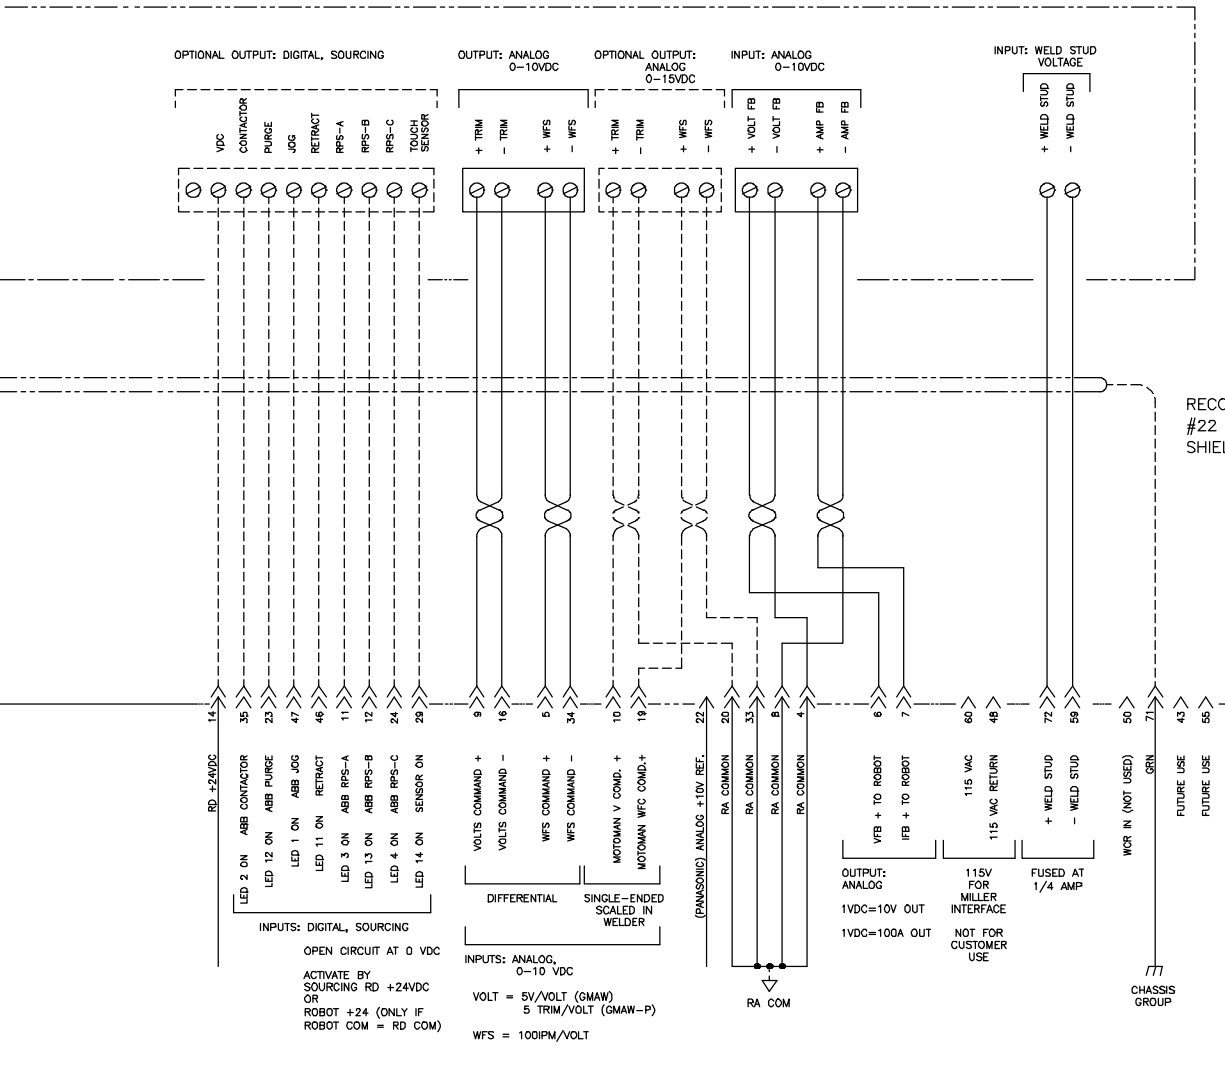 OPTIONAL OUTPUT: DIGITAL, SOURCING
OUTPUT: ANALOG
0-10VDC
OPTIONAL OUTPUT:
ANALOG
0-15VDC
INPUT: ANALOG
0-10VDC
INPUT: WELD STUD
VOLTAGE
VDC
CONTACTOR
PURGE
JOG
RETRACT
RPS-A
RPS-B
RPS-C
TOUCH
SENSOR
+ TRIM
- TRIM
+ WFS
- WFS
+ TRIM
- TRIM
+ WFS
- WFS
+ VOLT FB
- VOLT FB
+ AMP FB
- AMP FB
+ WELD STUD
- WELD STUD
#22
14
35
23
47
46
11
12
24
29
9
16
5
34
10
19
22
20
33
8
4
6
7
60
48
72
59
50
71
43
55
RD +24VDC
LED 2 ON ABB CONTACTOR
LED 12 ON ABB PURGE
LED 1 ON ABB JOG
LED 11 ON RETRACT
LED 3 ON ABB RPS-A
LED 13 ON ABB RPS-B
LED 4 ON ABB RPS-C
LED 14 ON SENSOR ON
VOLTS COMMAND +
VOLTS COMMAND -
WFS COMMAND +
WFS COMMAND -
MOTOMAN V COMD. +
MOTOMAN WFC COMD.+
(PANASONIC) ANALOG +10V REF.
RA COMMON
RA COMMON
RA COMMON
RA COMMON
VFB + TO ROBOT
IFB + TO ROBOT
115 VAC
115 VAC RETURN
+ WELD STUD
- WELD STUD
WCR IN (NOT USED)
GRN
FUTURE USE
FUTURE USE
INPUTS: DIGITAL, SOURCING
OPEN CIRCUIT AT 0 VDC
ACTIVATE BY
SOURCING RD +24VDC
OR
ROBOT +24 (ONLY IF
ROBOT COM = RD COM)
DIFFERENTIAL
SINGLE-ENDED
SCALED IN
WELDER
INPUTS: ANALOG,
0-10 VDC
VOLT = 5V/VOLT (GMAW)
5 TRIM/VOLT (GMAW-P)
WFS = 100IPM/VOLT
RA COM
OUTPUT:
ANALOG
1VDC=10V OUT
1VDC=100A OUT
115V
FOR
MILLER
INTERFACE
NOT FOR
CUSTOMER
USE
FUSED AT
1/4 AMP
CHASSIS
GROUP